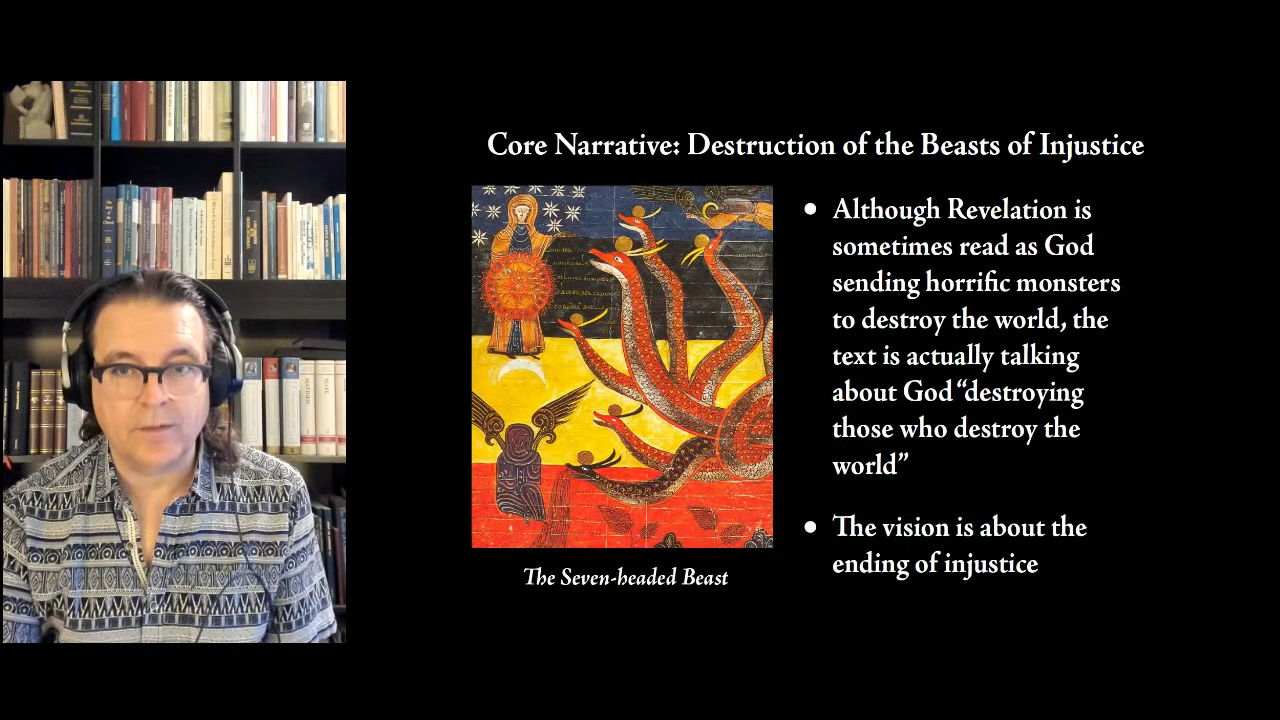 Core Narrative: Destruction of the Beasts of Injustice
• Although Revelation is
sometimes read as God
sending horrific monsters
to destroy the world, the
text is actually talking
about God “destroying
those who destroy the
world”
• The vision is about the
ending of injustice
The Seven-headed Beast